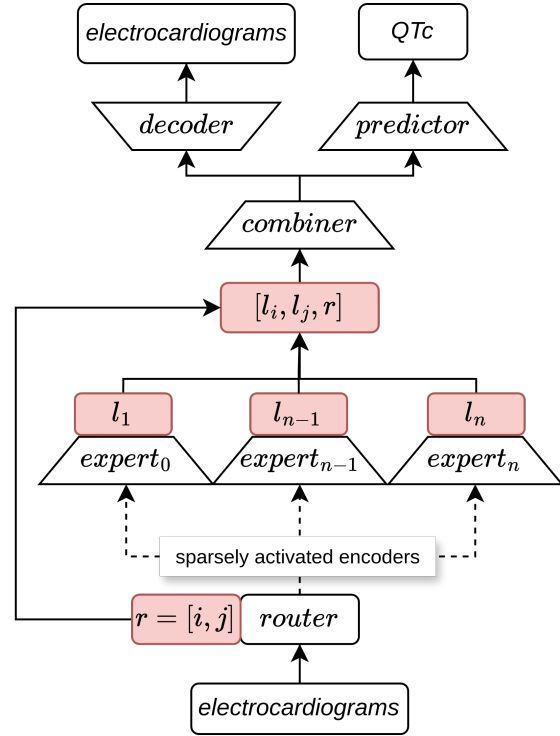 electrocardiograms
QTc
decoder
predictor
combiner
[l_i, l_j, r]
l_1
l_{n-1}
l_n
expert_0
expert_{n-1}
expert_n
sparsely activated encoders
r = [i, j]
router
electrocardiograms